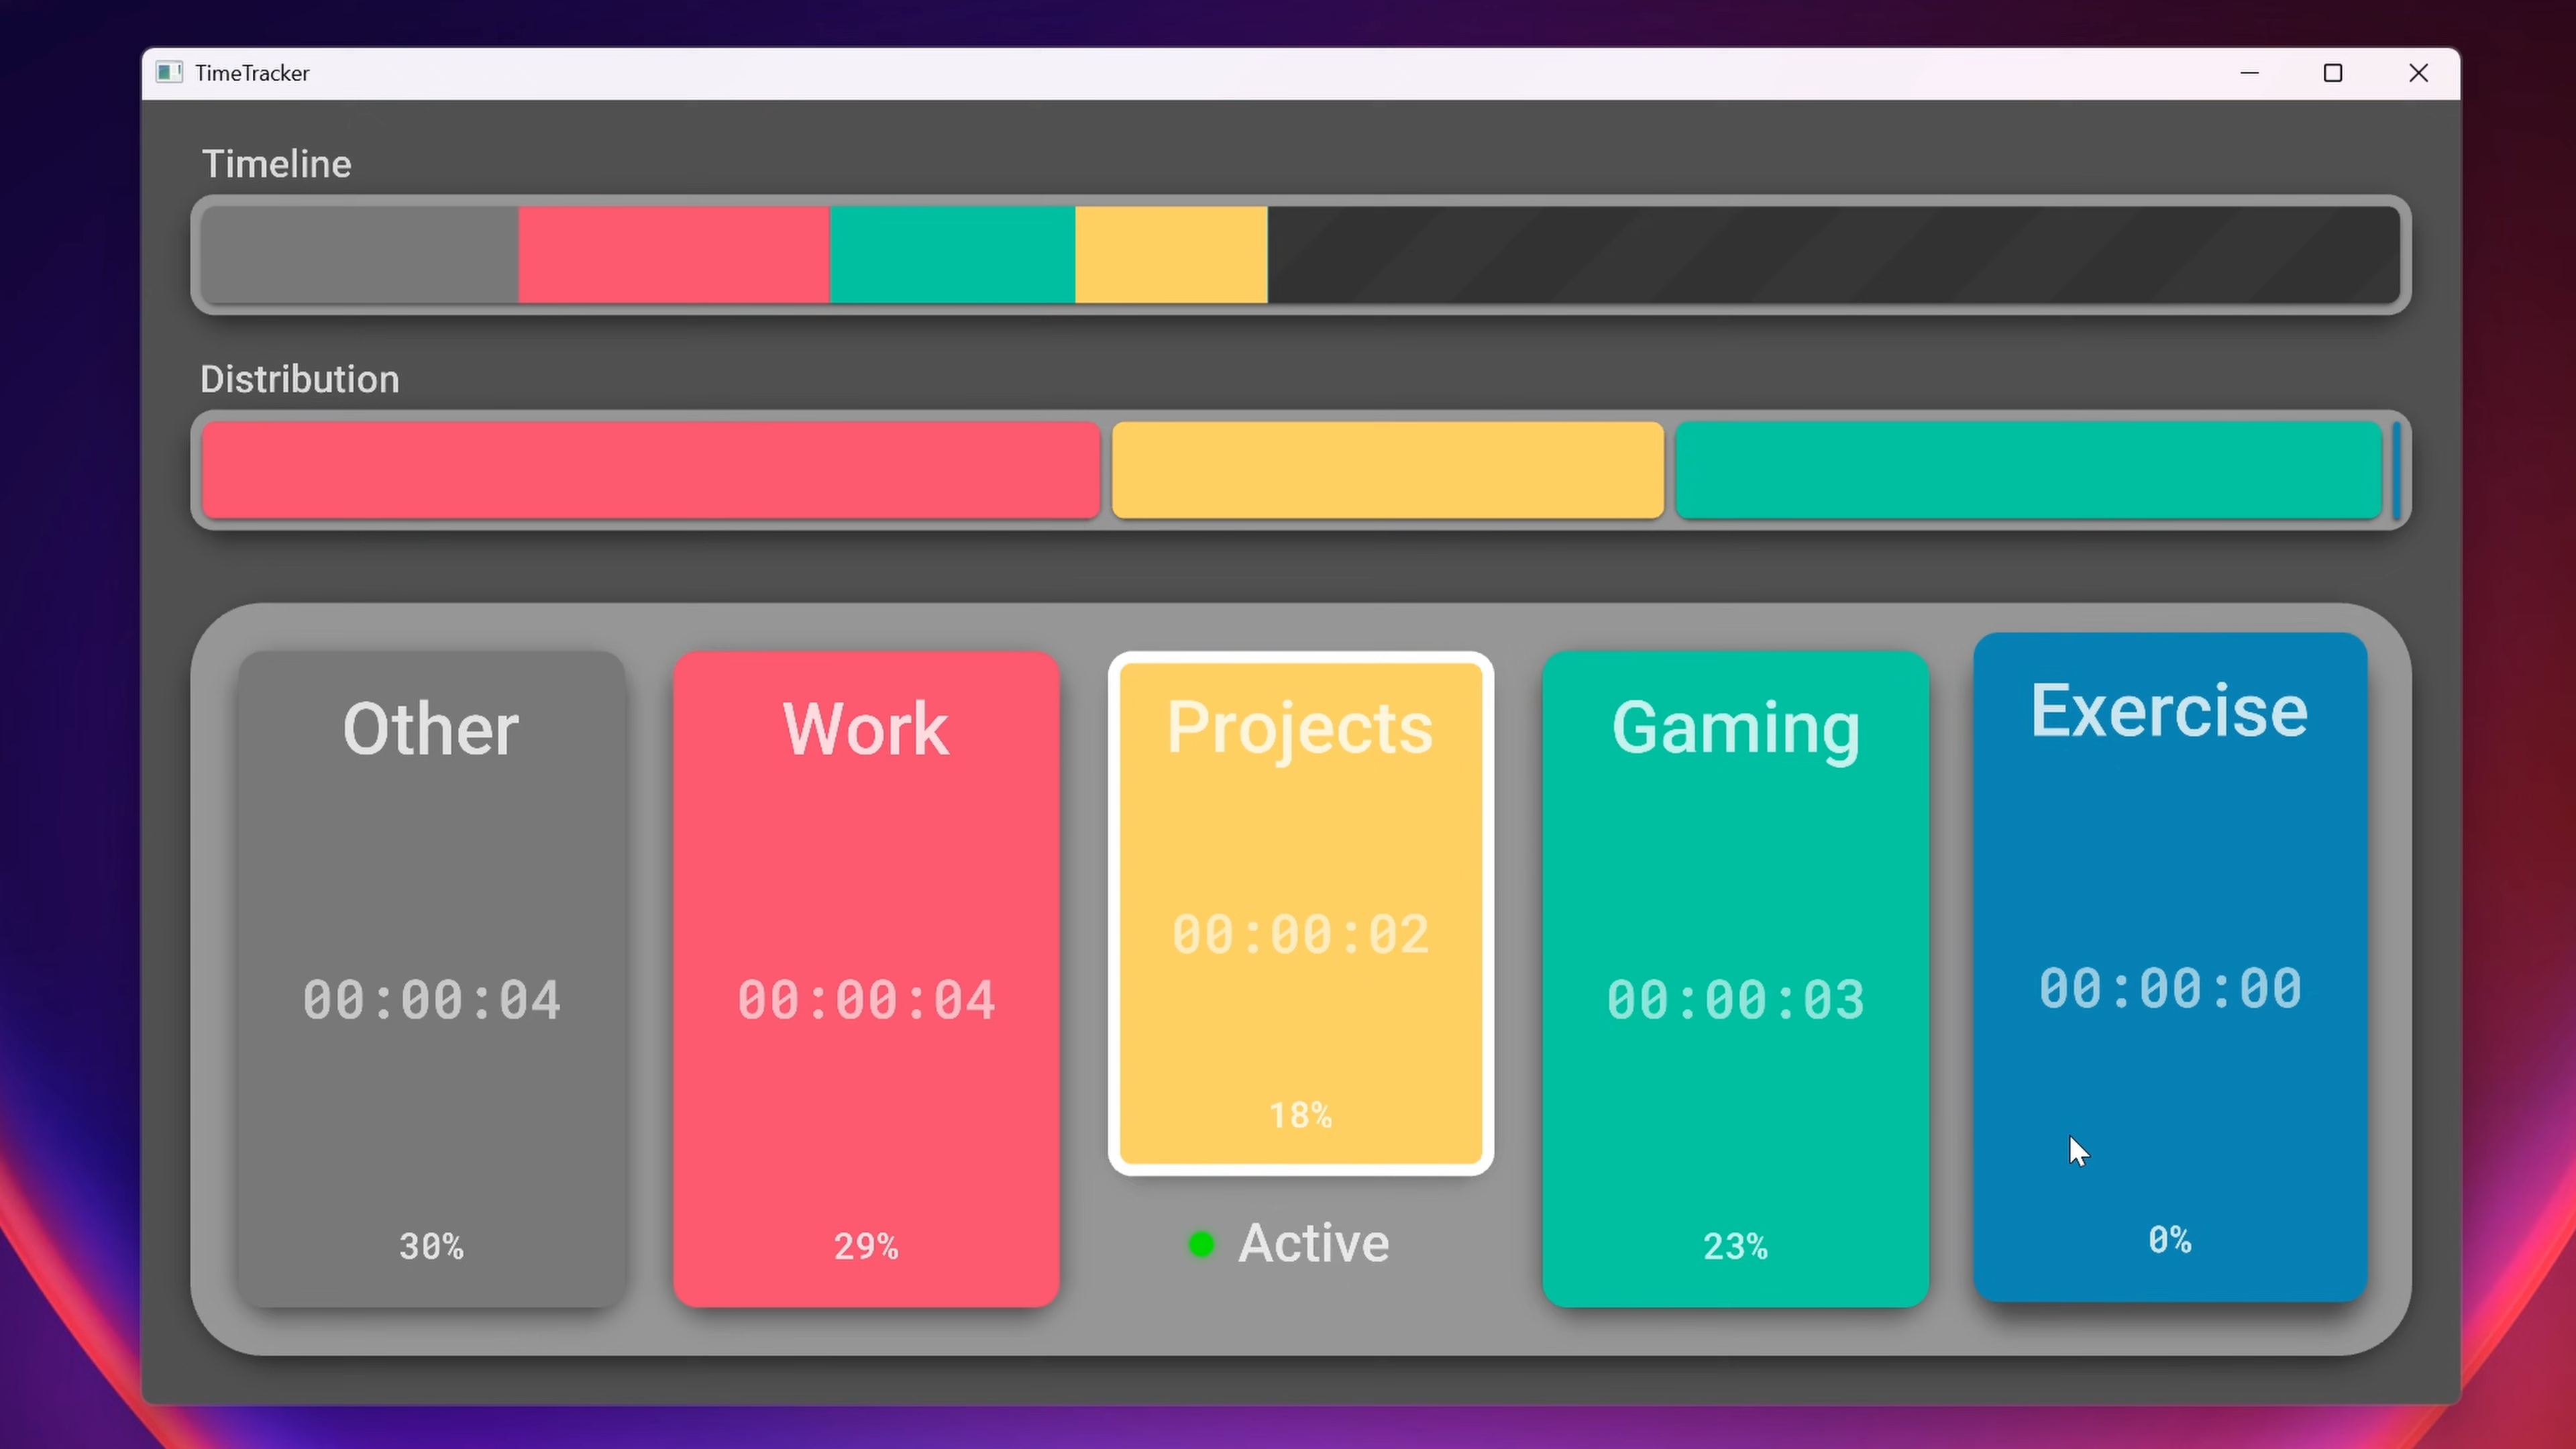 TimeTracker
Timeline
Distribution
Other
Work
Projects
Gaming
Exercise
00:00:04
00:00:04
00:00:02
00:00:03
00:00:00
30%
29%
18%
23%
0%
Active